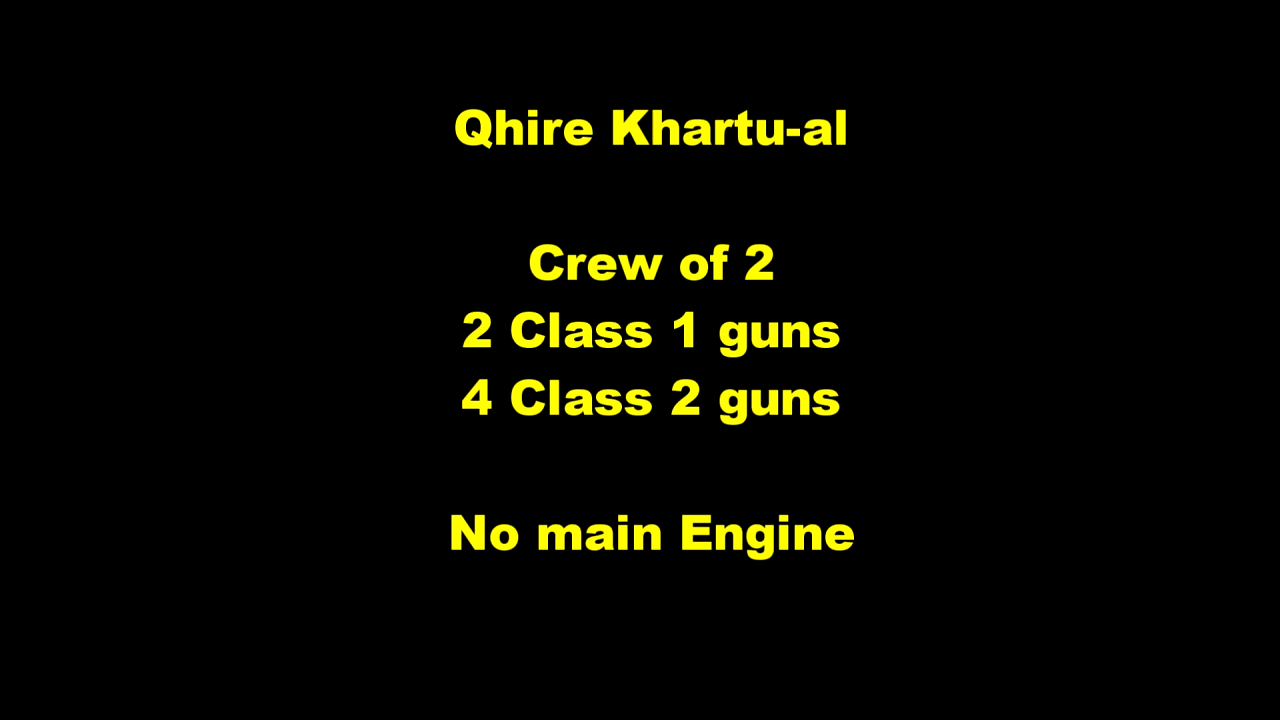 Qhire Khartu-al
Crew of 2
2 Class 1 guns
4 Class 2 guns
No main Engine